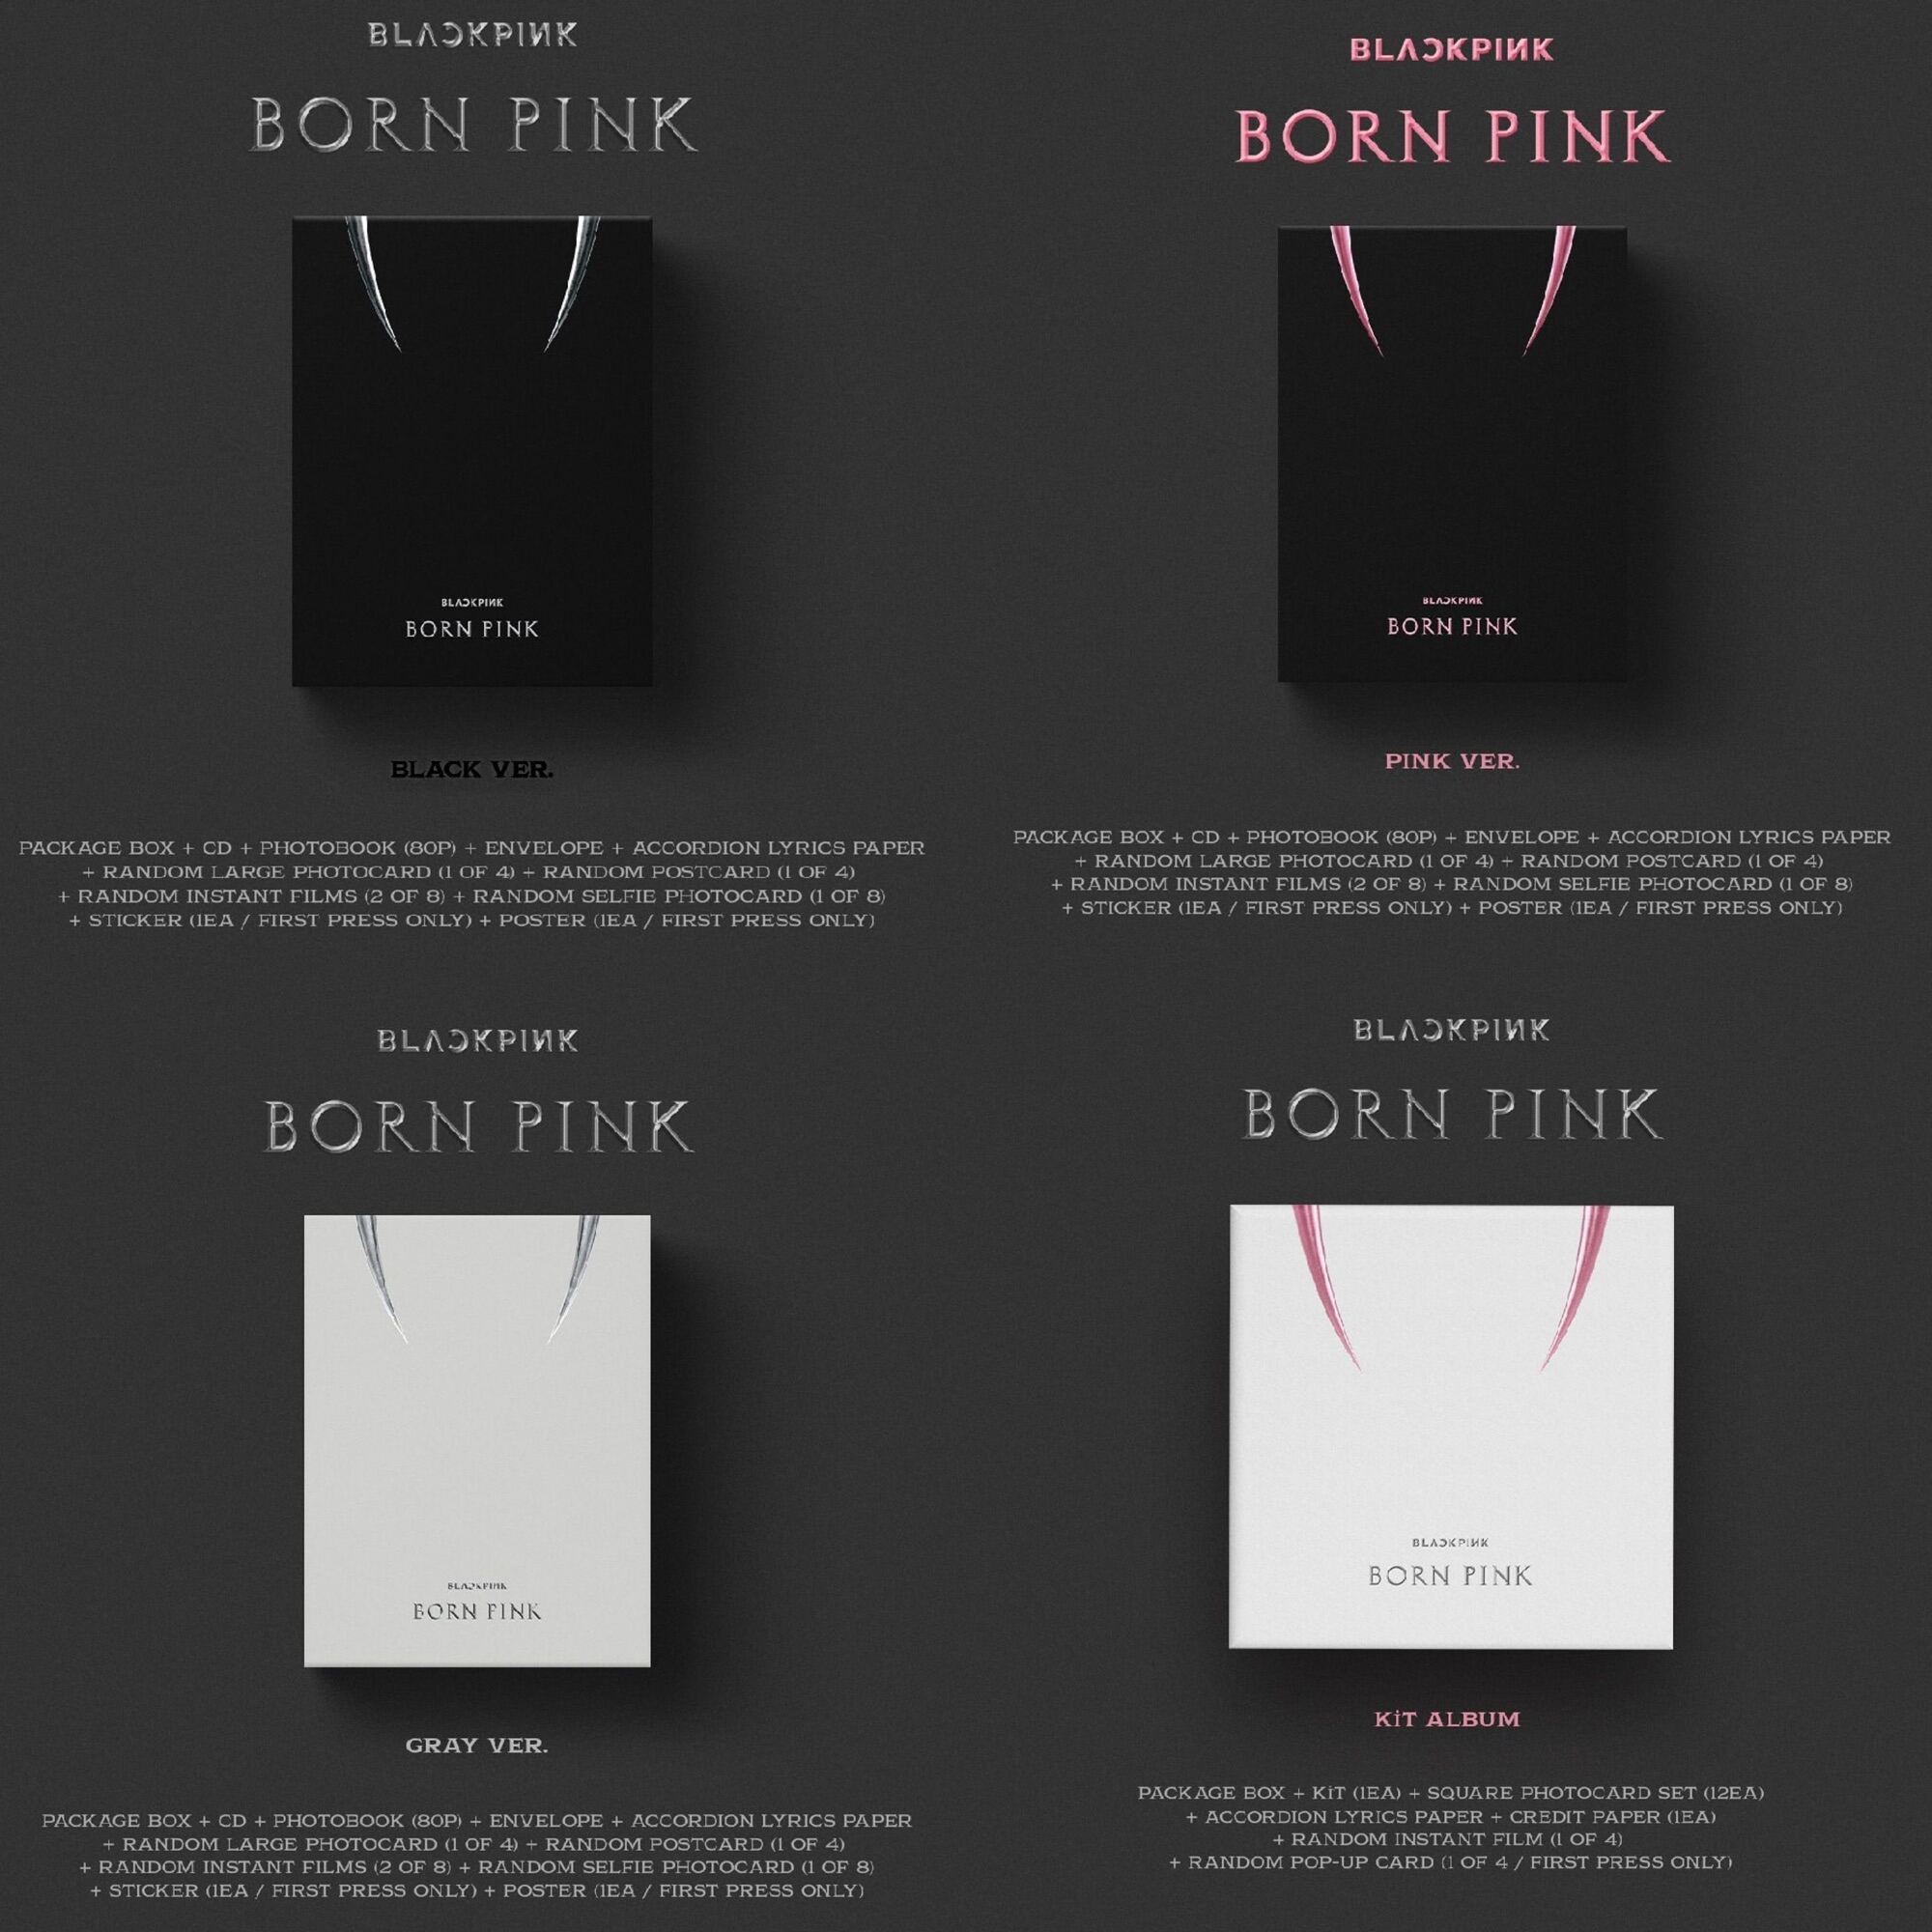 BLACKPINK
BORN PINK
BLACKPINK
BORN PINK
BLACK VER.
PACKAGE BOX + CD + PHOTOBOOK (80P) + ENVELOPE + ACCORDION LYRICS PAPER
+ RANDOM LARGE PHOTOCARD (1 OF 4) + RANDOM POSTCARD (1 OF 4)
+ RANDOM INSTANT FILMS (2 OF 8) + RANDOM SELFIE PHOTOCARD (1 OF 8)
+ STICKER (1EA / FIRST PRESS ONLY) + POSTER (1EA / FIRST PRESS ONLY)
BLACKPINK
BORN PINK
BLACKPINK
BORN PINK
PINK VER.
PACKAGE BOX + CD + PHOTOBOOK (80P) + ENVELOPE + ACCORDION LYRICS PAPER
+ RANDOM LARGE PHOTOCARD (1 OF 4) + RANDOM POSTCARD (1 OF 4)
+ RANDOM INSTANT FILMS (2 OF 8) + RANDOM SELFIE PHOTOCARD (1 OF 8)
+ STICKER (1EA / FIRST PRESS ONLY) + POSTER (1EA / FIRST PRESS ONLY)
BLACKPINK
BORN PINK
BLACKPINK
BORN PINK
GRAY VER.
PACKAGE BOX + CD + PHOTOBOOK (80P) + ENVELOPE + ACCORDION LYRICS PAPER
+ RANDOM LARGE PHOTOCARD (1 OF 4) + RANDOM POSTCARD (1 OF 4)
+ RANDOM INSTANT FILMS (2 OF 8) + RANDOM SELFIE PHOTOCARD (1 OF 8)
+ STICKER (1EA / FIRST PRESS ONLY) + POSTER (1EA / FIRST PRESS ONLY)
BLACKPINK
BORN PINK
BLACKPINK
BORN PINK
KiT ALBUM
PACKAGE BOX + KiT (1EA) + SQUARE PHOTOCARD SET (12EA)
+ ACCORDION LYRICS PAPER + CREDIT PAPER (1EA)
+ RANDOM INSTANT FILM (1 OF 4)
+ RANDOM POP-UP CARD (1 OF 4 / FIRST PRESS ONLY)